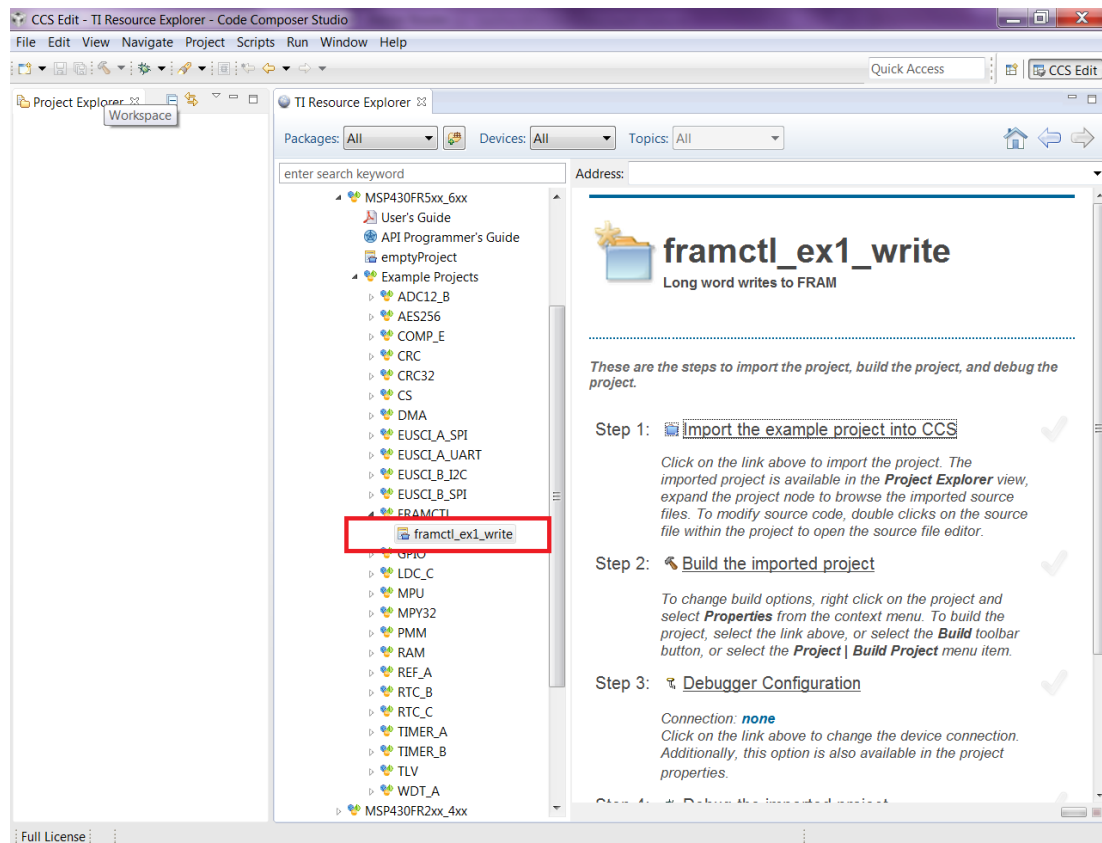 CCS Edit - TI Resource Explorer - Code Composer Studio
File Edit View Navigate Project Scripts Run Window Help
Quick Access
CCS Edit
Project Explorer
Workspace
TI Resource Explorer
Packages: All Devices: All Topics: All
enter search keyword
Address:
MSP430FR5xx_6xx
User's Guide
API Programmer's Guide
emptyProject
Example Projects
ADC12_B
AES256
COMP_E
CRC
CRC32
CS
DMA
EUSCI_A_SPI
EUSCI_A_UART
EUSCI_B_I2C
EUSCI_B_SPI
FRAMCTL
framctl_ex1_write
GPIO
LDC_C
MPU
MPY32
PMM
RAM
REF_A
RTC_B
RTC_C
TIMER_A
TIMER_B
TLV
WDT_A
MSP430FR2xx_4xx
framctl_ex1_write
Long word writes to FRAM
These are the steps to import the project, build the project, and debug the
project.
Step 1: Import the example project into CCS
Click on the link above to import the project. The
imported project is available in the Project Explorer view,
expand the project node to browse the imported source
files. To modify source code, double clicks on the source
file within the project to open the source file editor.
Step 2: Build the imported project
To change build options, right click on the project and
select Properties from the context menu. To build the
project, select the link above, or select the Build toolbar
button, or select the Project | Build Project menu item.
Step 3: Debugger Configuration
Connection: none
Click on the link above to change the device connection.
Additionally, this option is also available in the project
properties.
Step 4: Debug the imported project
Full License